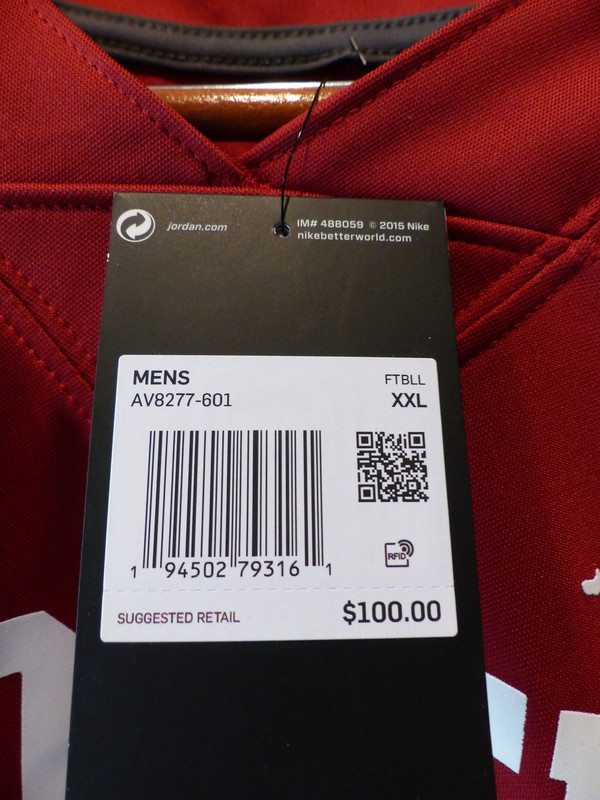 jordan.com
IM# 488059 © 2015 Nike
nikebetterworld.com
MENS
FTBLL
AV8277-601
XXL
RFID
1 94502 79316 1
SUGGESTED RETAIL
$100.00